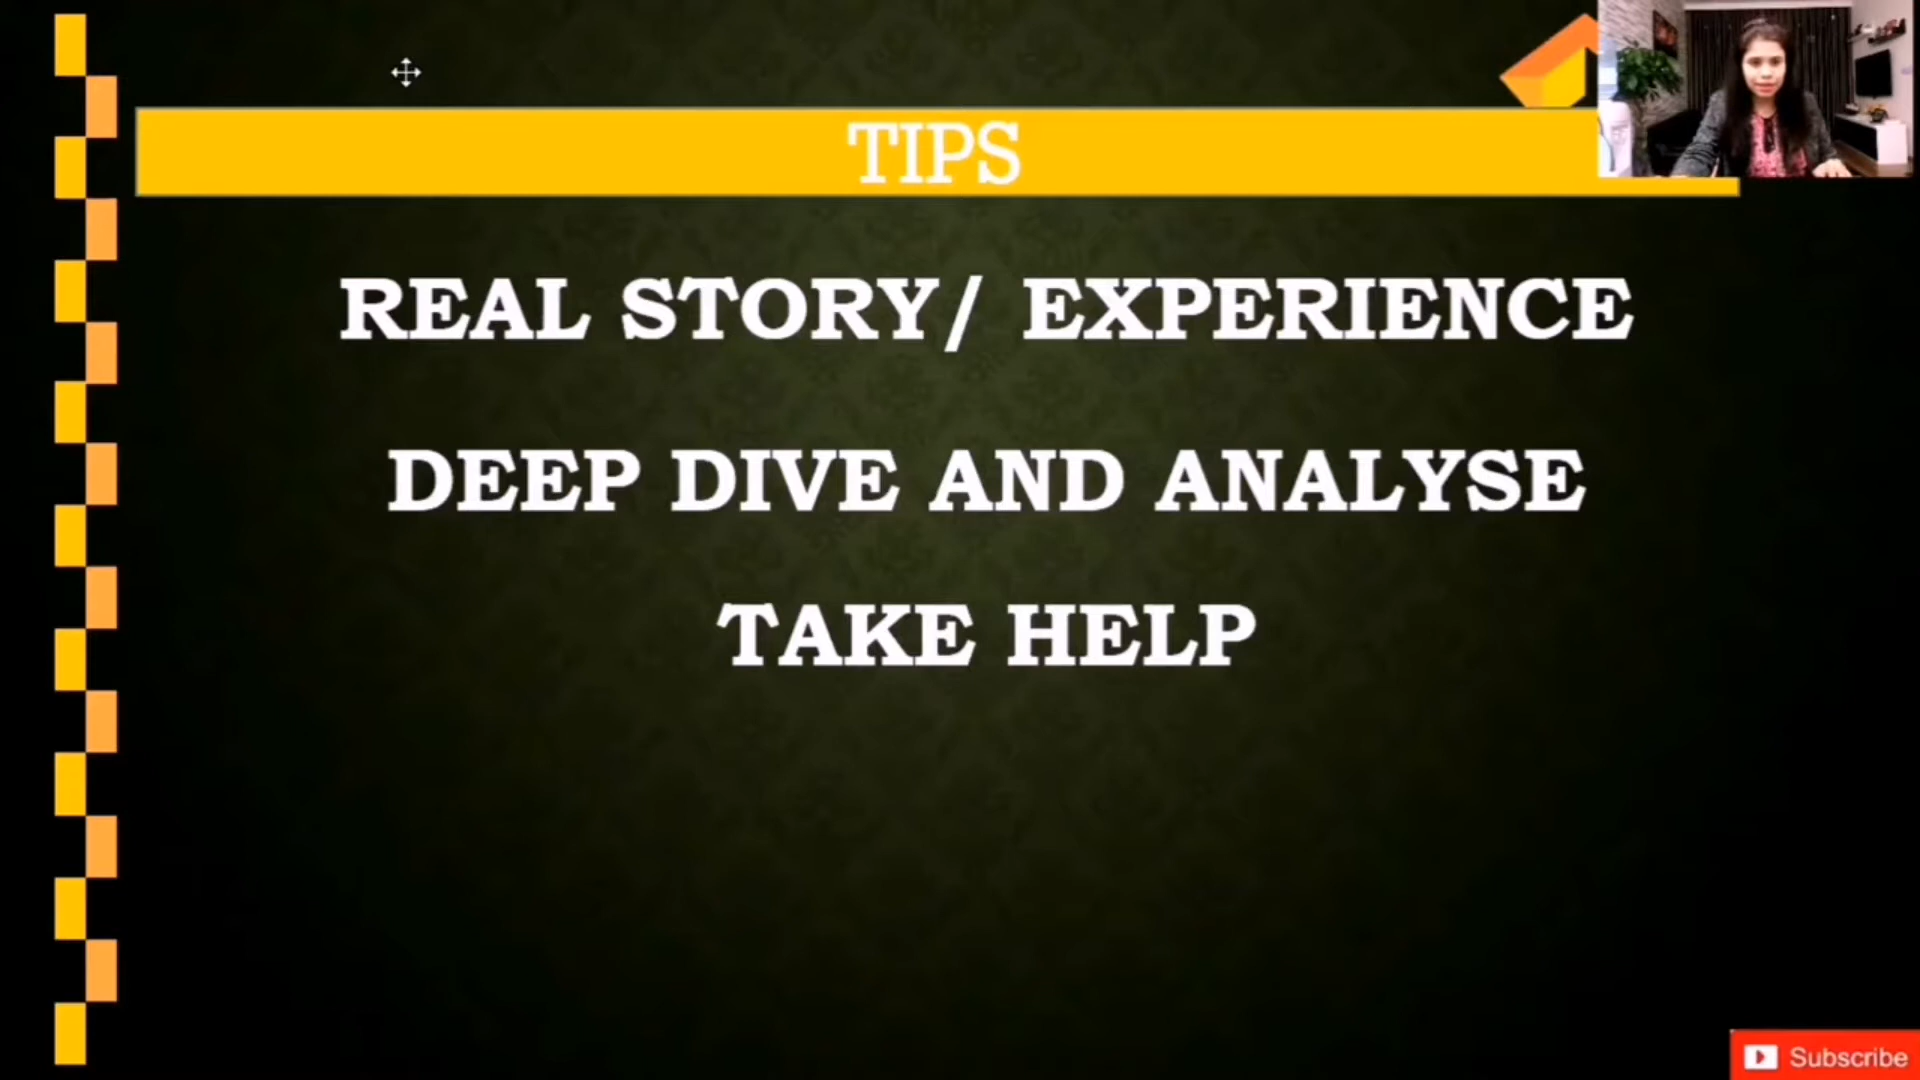 TIPS
REAL STORY/ EXPERIENCE
DEEP DIVE AND ANALYSE
TAKE HELP
Subscribe